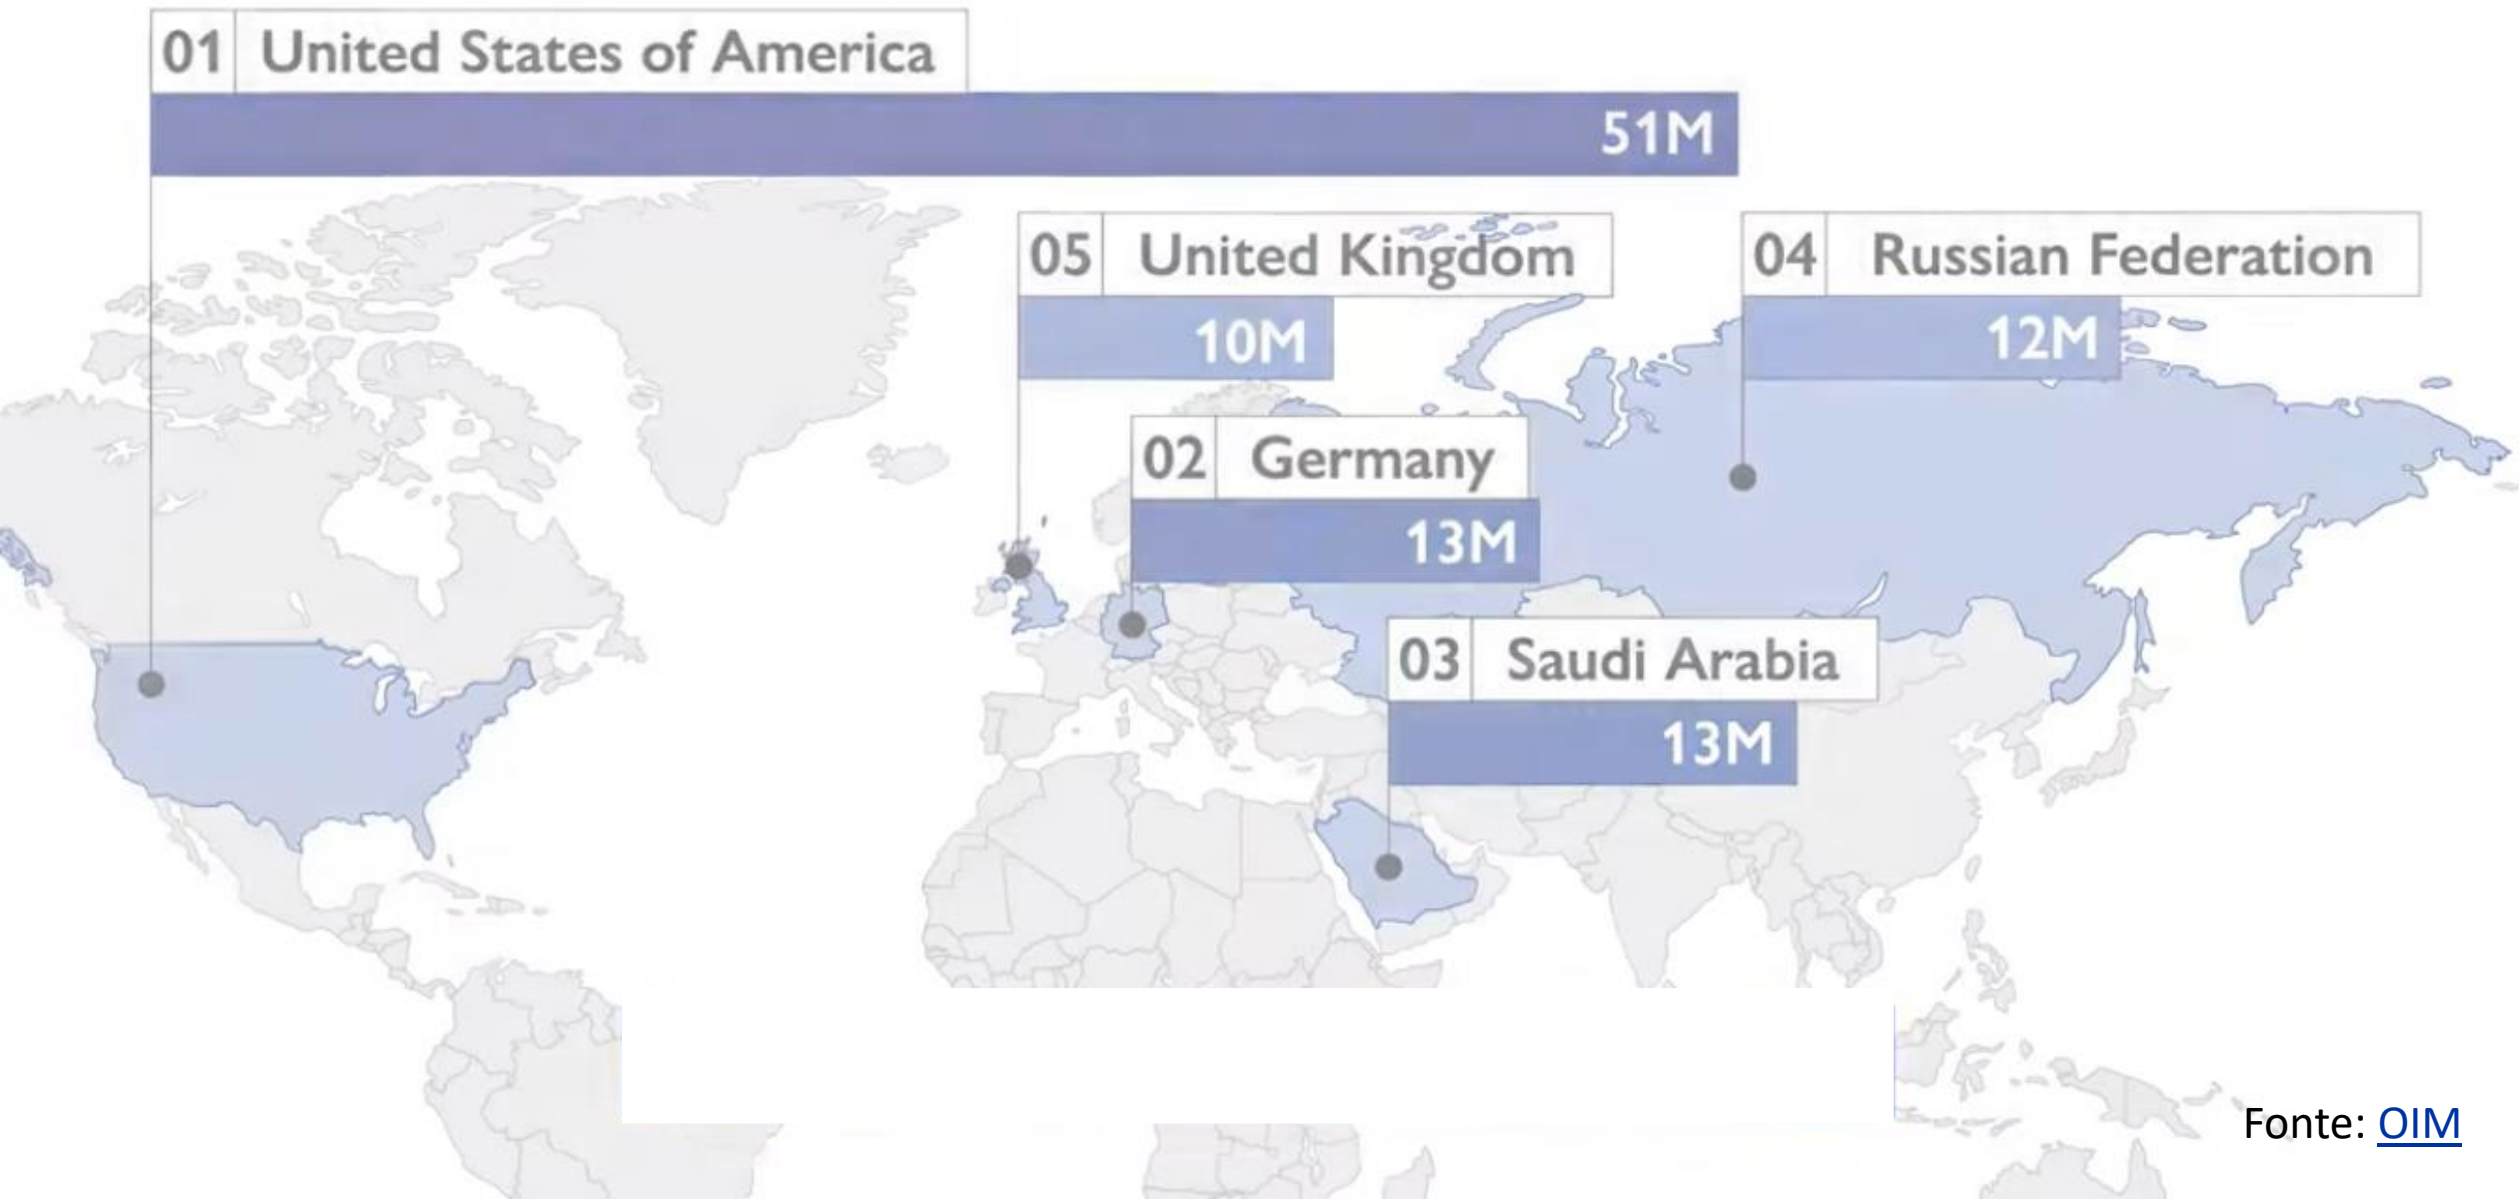 01 United States of America
51M
05 United Kingdom
10M
04 Russian Federation
12M
02 Germany
13M
03 Saudi Arabia
13M
Fonte: OIM